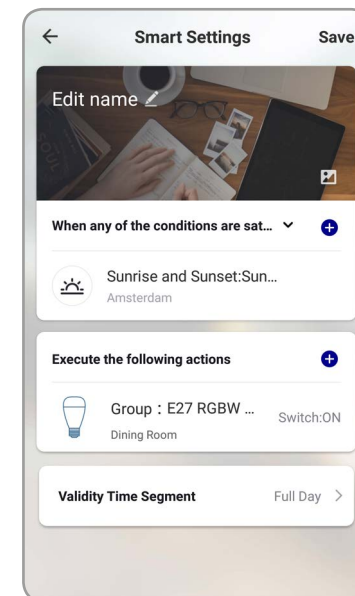 Smart Settings
Save
Edit name
When any of the conditions are sat...
Sunrise and Sunset:Sun...
Amsterdam
Execute the following actions
Group : E27 RGBW ...
Switch:ON
Dining Room
Validity Time Segment
Full Day